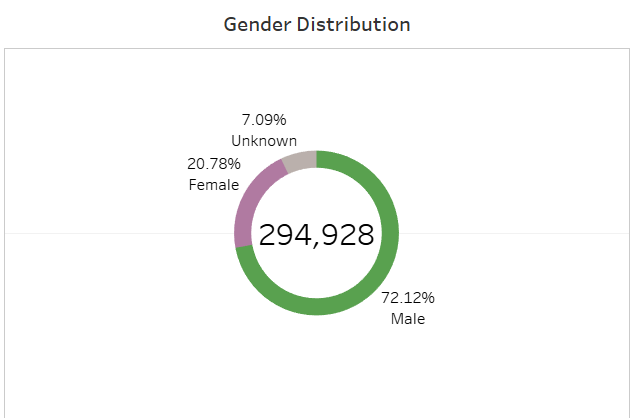 Gender Distribution
7.09%
Unknown
20.78%
Female
294,928
72.12%
Male